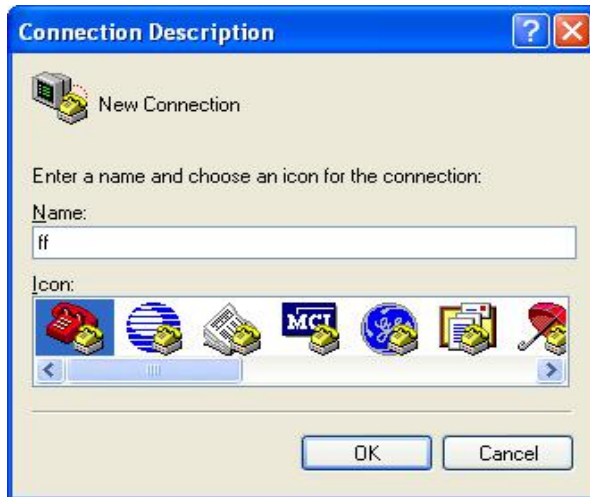 Connection Description
New Connection
Enter a name and choose an icon for the connection:
Name:
ff
Icon:
MCI
OK Cancel